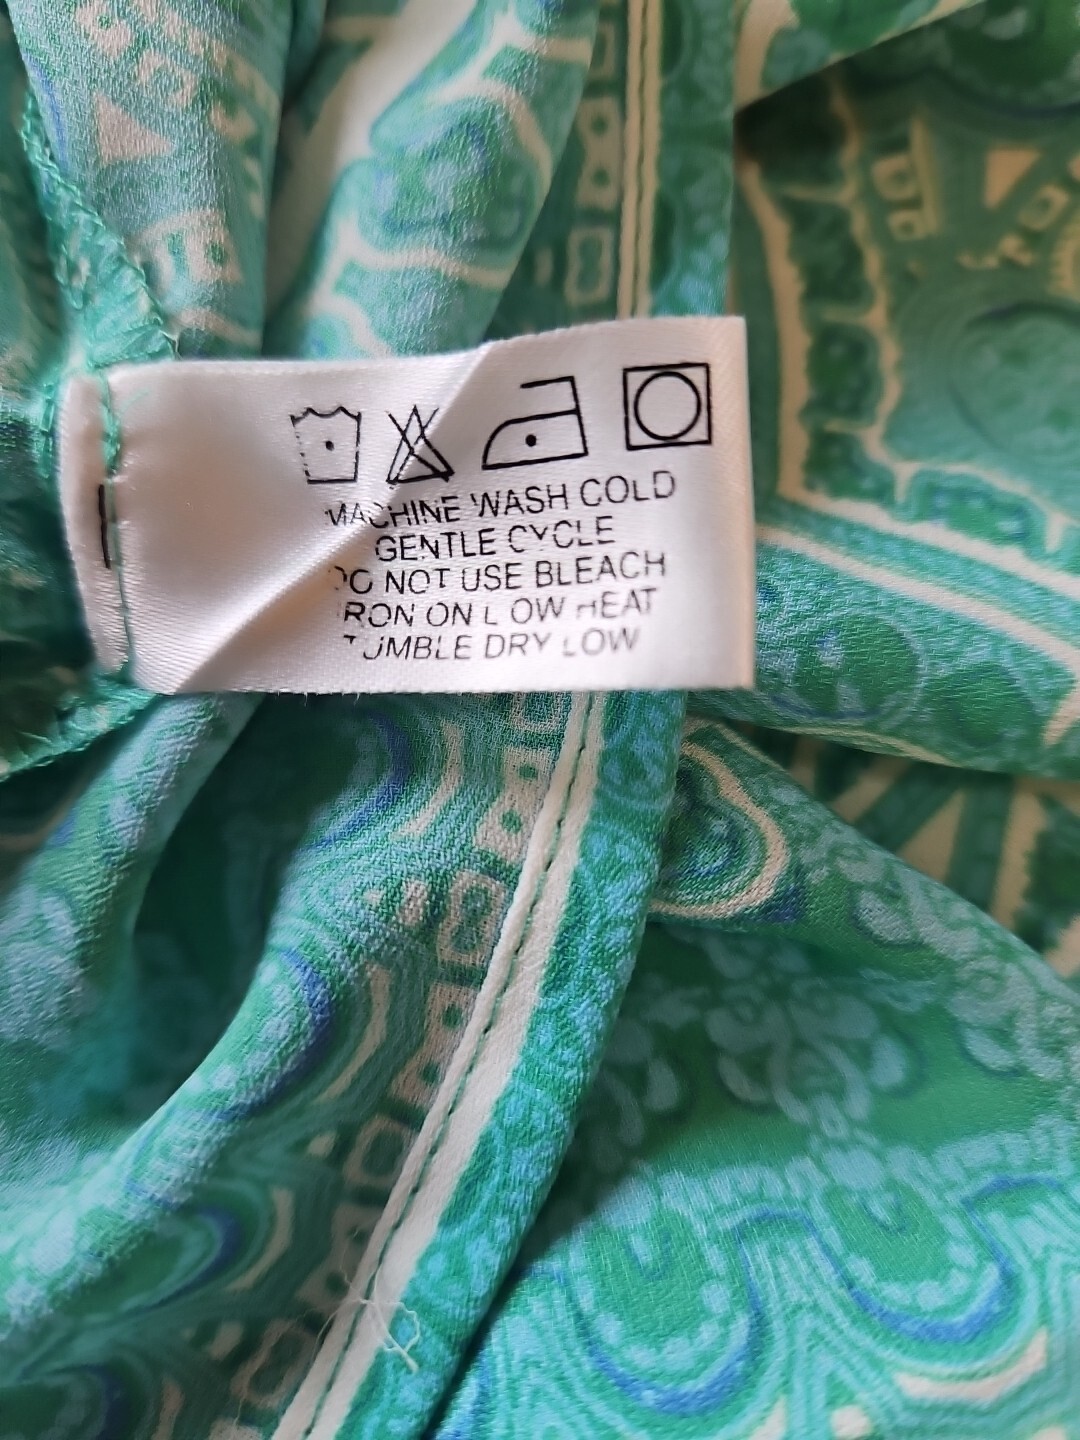 MACHINE WASH COLD
GENTLE CYCLE
DO NOT USE BLEACH
IRON ON LOW HEAT
TUMBLE DRY LOW